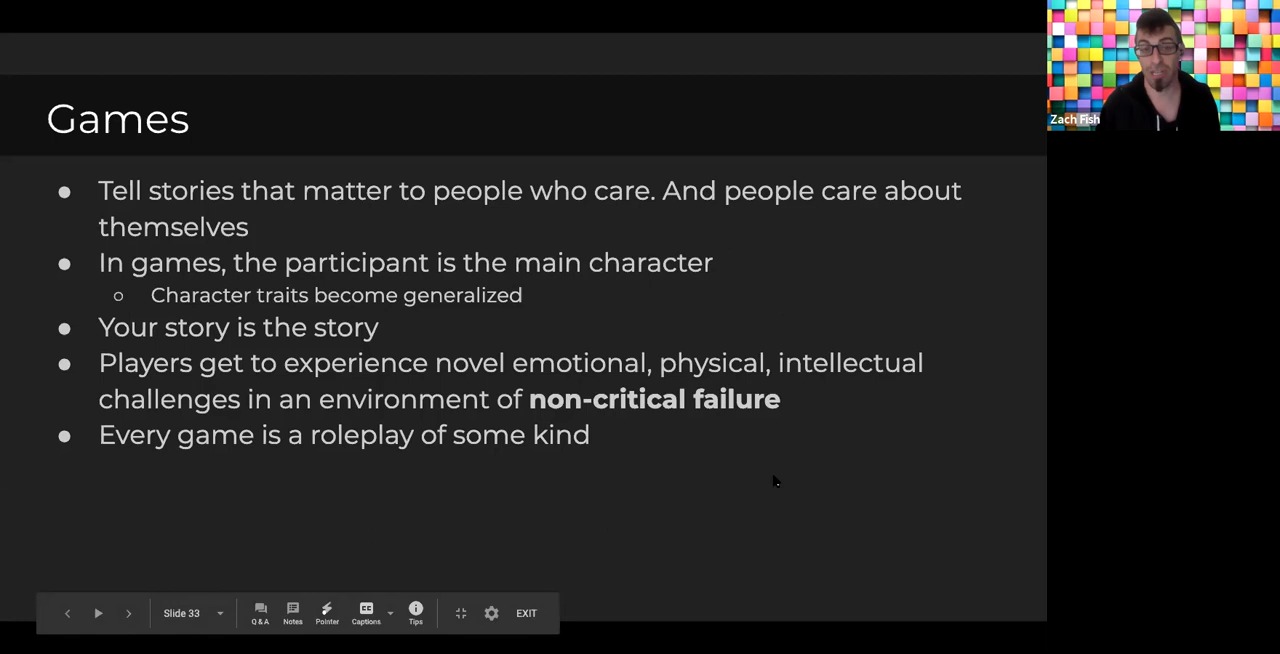 Games
Zach Fish
● Tell stories that matter to people who care. And people care about
themselves
● In games, the participant is the main character
○ Character traits become generalized
● Your story is the story
● Players get to experience novel emotional, physical, intellectual
challenges in an environment of non-critical failure
● Every game is a roleplay of some kind
Slide 33
Q & A
Notes
Pointer
Captions
Tips
EXIT
CC